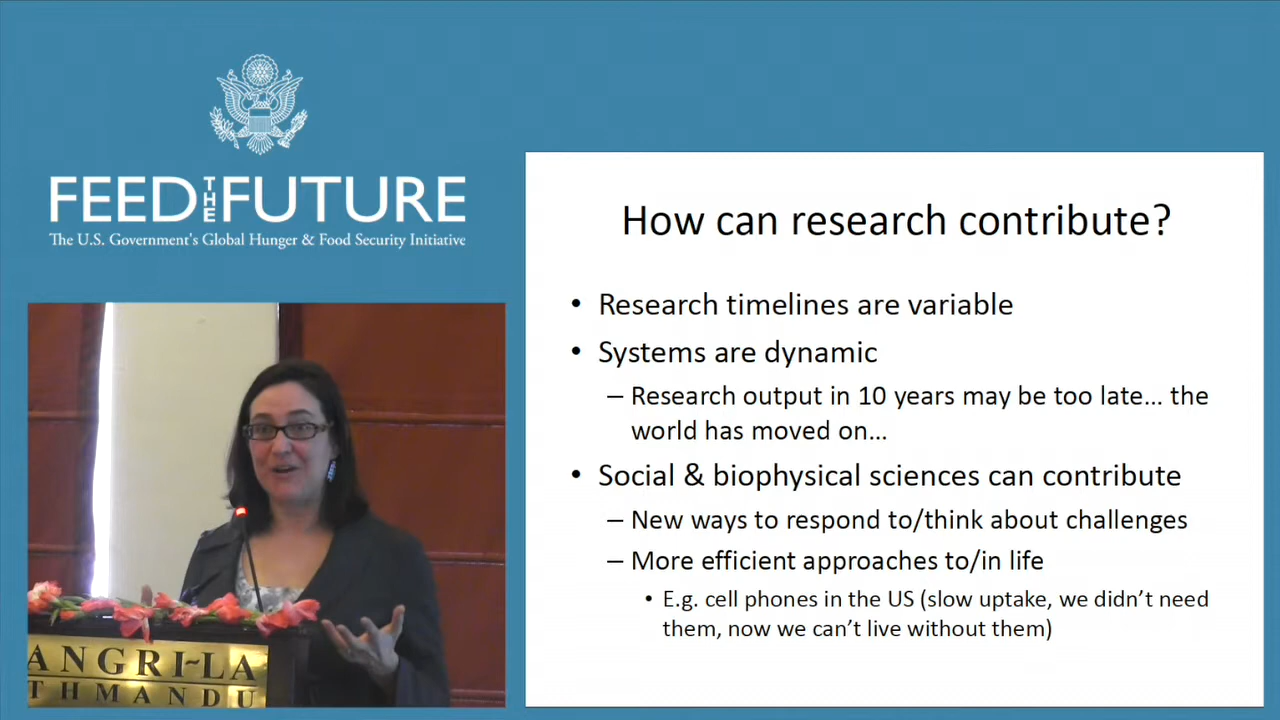 FEED THE FUTURE
The U.S. Government's Global Hunger & Food Security Initiative
How can research contribute?
• Research timelines are variable
• Systems are dynamic
– Research output in 10 years may be too late... the
world has moved on...
• Social & biophysical sciences can contribute
– New ways to respond to/think about challenges
– More efficient approaches to/in life
• E.g. cell phones in the US (slow uptake, we didn't need
them, now we can't live without them)
ANGRI~LA
THMANDU